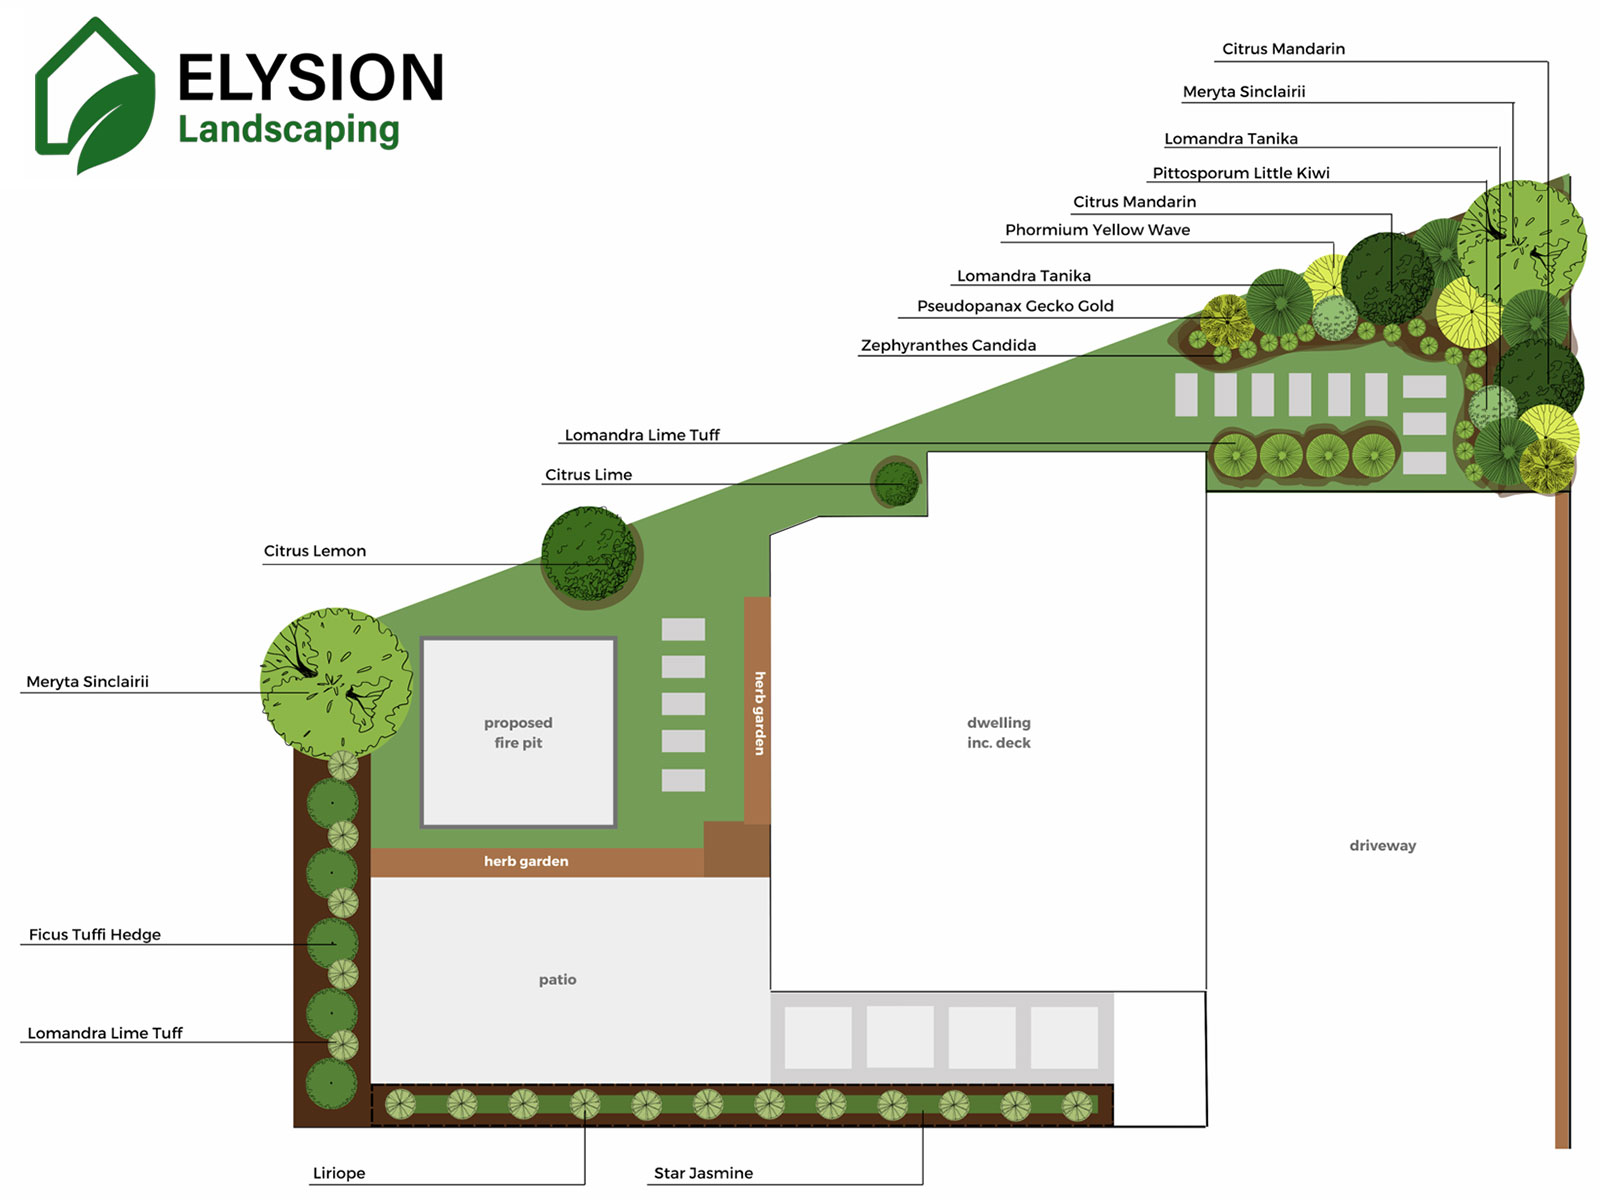 ELYSION
Landscaping
Citrus Mandarin
Meryta Sinclairii
Lomandra Tanika
Pittosporum Little Kiwi
Citrus Mandarin
Phormium Yellow Wave
Lomandra Tanika
Pseudopanax Gecko Gold
Zephyranthes Candida
Lomandra Lime Tuff
Citrus Lime
Citrus Lemon
Meryta Sinclairii
proposed
fire pit
herb garden
dwelling
inc. deck
driveway
herb garden
Ficus Tuffi Hedge
patio
Lomandra Lime Tuff
Liriope
Star Jasmine